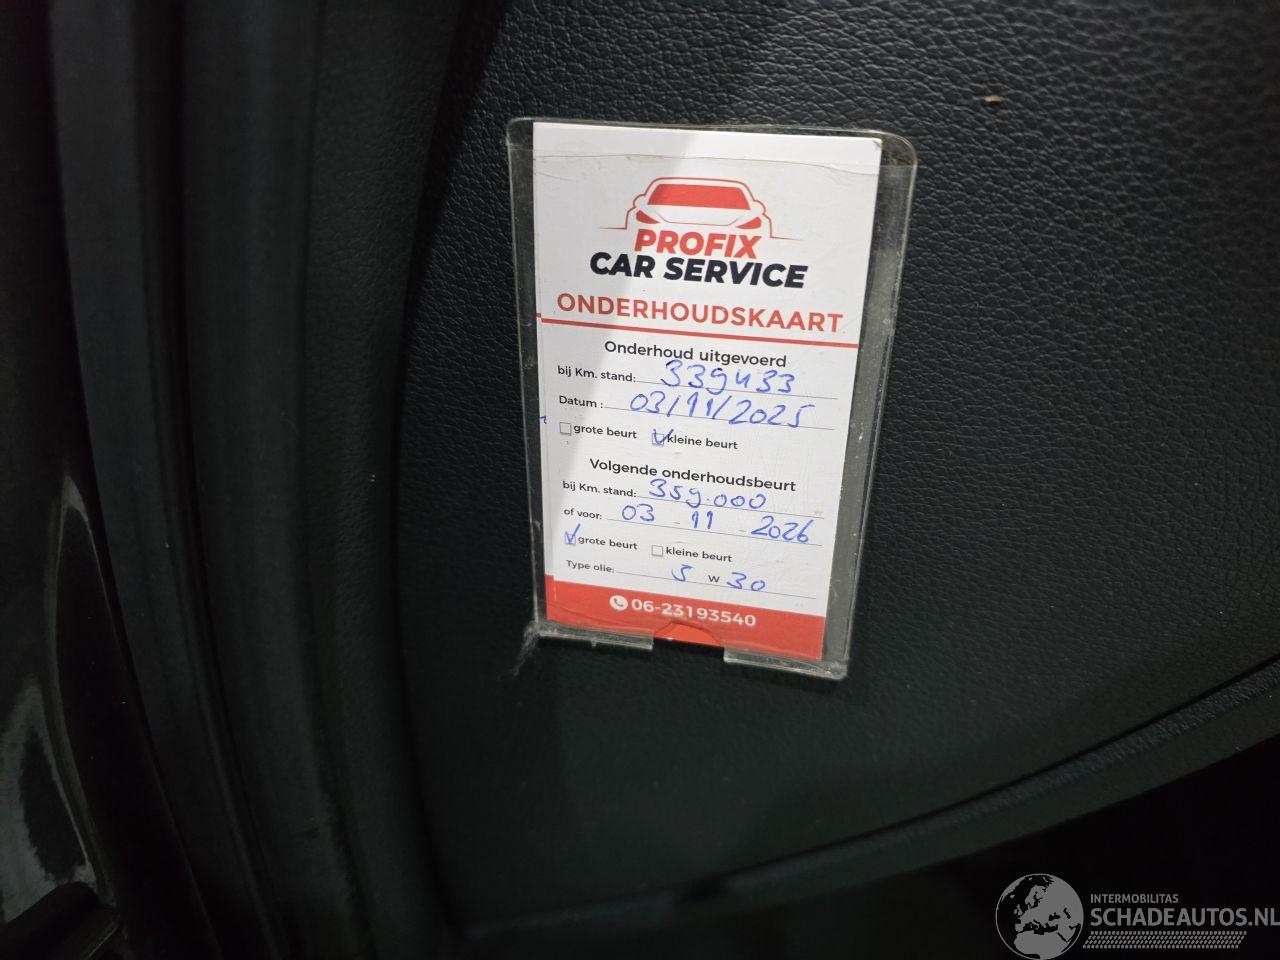 PROFIX
CAR SERVICE
ONDERHOUDSKAART
Onderhoud uitgevoerd
bij Km. stand: 339433
Datum : 03/11/2025
grote beurt kleine beurt
Volgende onderhoudsbeurt
bij Km. stand: 359.000
of voor: 03 - 11 - 2026
grote beurt kleine beurt
Type olie: 5 W 30
06-23193540
INTERMOBILITAS
SCHADEAUTOS.NL